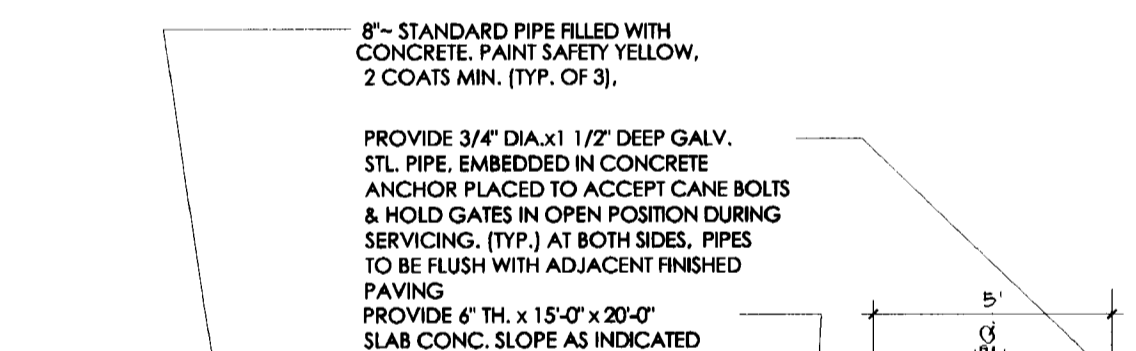 8"~ STANDARD PIPE FILLED WITH
CONCRETE. PAINT SAFETY YELLOW,
2 COATS MIN. (TYP. OF 3),
PROVIDE 3/4" DIA.x1 1/2" DEEP GALV.
STL. PIPE, EMBEDDED IN CONCRETE
ANCHOR PLACED TO ACCEPT CANE BOLTS
& HOLD GATES IN OPEN POSITION DURING
SERVICING. (TYP.) AT BOTH SIDES, PIPES
TO BE FLUSH WITH ADJACENT FINISHED
PAVING
PROVIDE 6" TH. x 15'-0" x 20'-0"
SLAB CONC. SLOPE AS INDICATED
5'